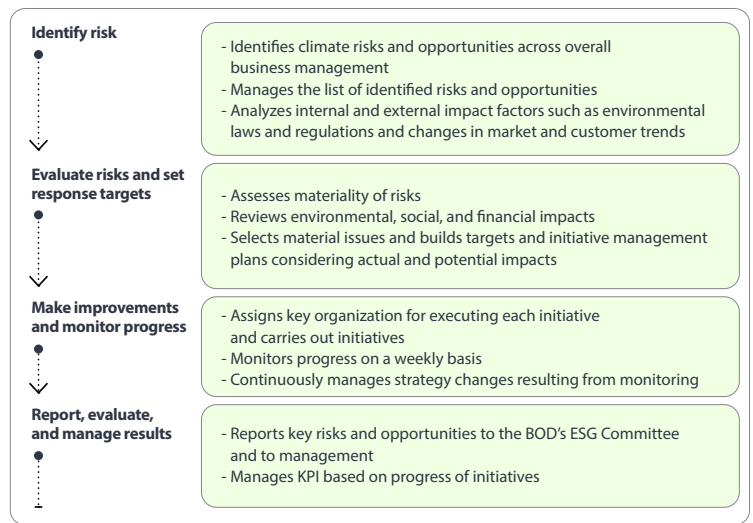 Identify risk
- Identifies climate risks and opportunities across overall
business management
- Manages the list of identified risks and opportunities
- Analyzes internal and external impact factors such as environmental
laws and regulations and changes in market and customer trends
Evaluate risks and set
response targets
- Assesses materiality of risks
- Reviews environmental, social, and financial impacts
- Selects material issues and builds targets and initiative management
plans considering actual and potential impacts
Make improvements
and monitor progress
- Assigns key organization for executing each initiative
and carries out initiatives
- Monitors progress on a weekly basis
- Continuously manages strategy changes resulting from monitoring
Report, evaluate,
and manage results
- Reports key risks and opportunities to the BOD’s ESG Committee
and to management
- Manages KPI based on progress of initiatives